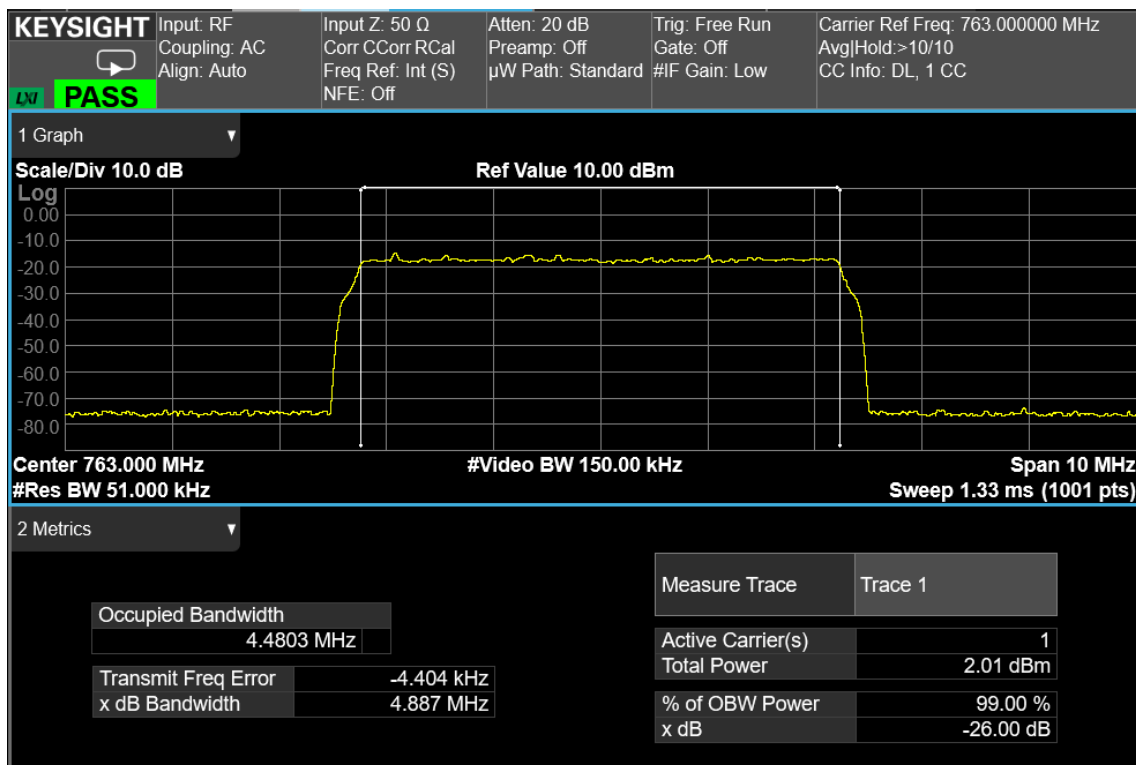 KEYSIGHT Input: RF Input Z: 50 Ω Atten: 20 dB Trig: Free Run Carrier Ref Freq: 763.000000 MHz
Coupling: AC Corr CCorr RCal Preamp: Off Gate: Off Avg|Hold:>10/10
Align: Auto Freq Ref: Int (S) µW Path: Standard #IF Gain: Low CC Info: DL, 1 CC
LXI PASS NFE: Off
1 Graph
Scale/Div 10.0 dB Ref Value 10.00 dBm
Log
0.00
-10.0
-20.0
-30.0
-40.0
-50.0
-60.0
-70.0
-80.0
Center 763.000 MHz #Video BW 150.00 kHz Span 10 MHz
#Res BW 51.000 kHz Sweep 1.33 ms (1001 pts)
2 Metrics
Measure Trace Trace 1
Occupied Bandwidth
4.4803 MHz
Active Carrier(s) 1
Total Power 2.01 dBm
Transmit Freq Error -4.404 kHz
x dB Bandwidth 4.887 MHz
% of OBW Power 99.00 %
x dB -26.00 dB